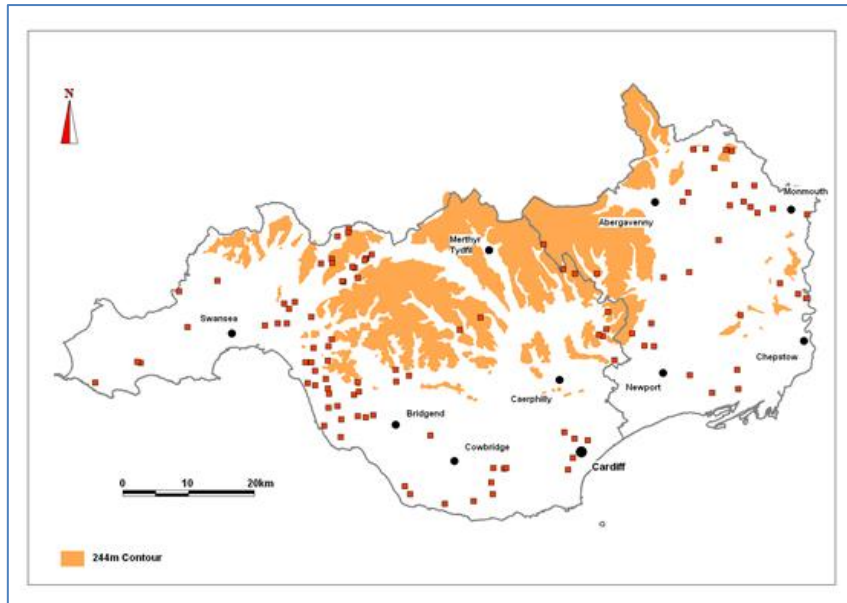 N
Monmouth
Abergavenny
Merthyr
Tydfil
Swansea
Chepstow
Caerphilly
Newport
Bridgend
Cowbridge
Cardiff
0 10 20km
244m Contour